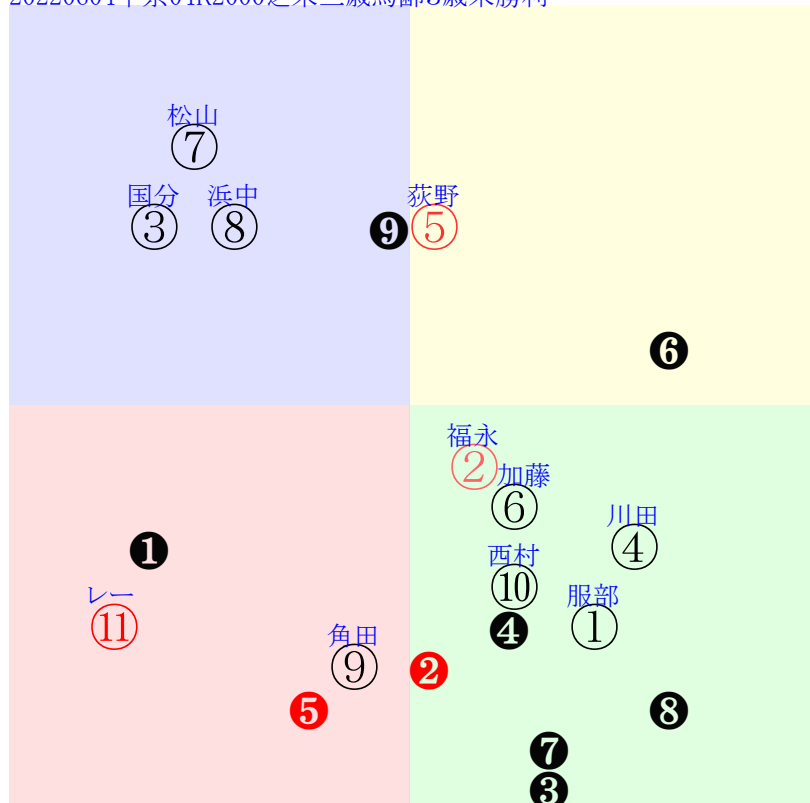 松山
⑦
国分 浜中 荻野
③ ⑧ ❾ ⑤
❻
福永
② 加藤
⑥ 川田
④
❶ 西村
⑩ 服部
レー
⑪ ❹ ①
角田
⑨ ❷
❺ ❽
❼
❸